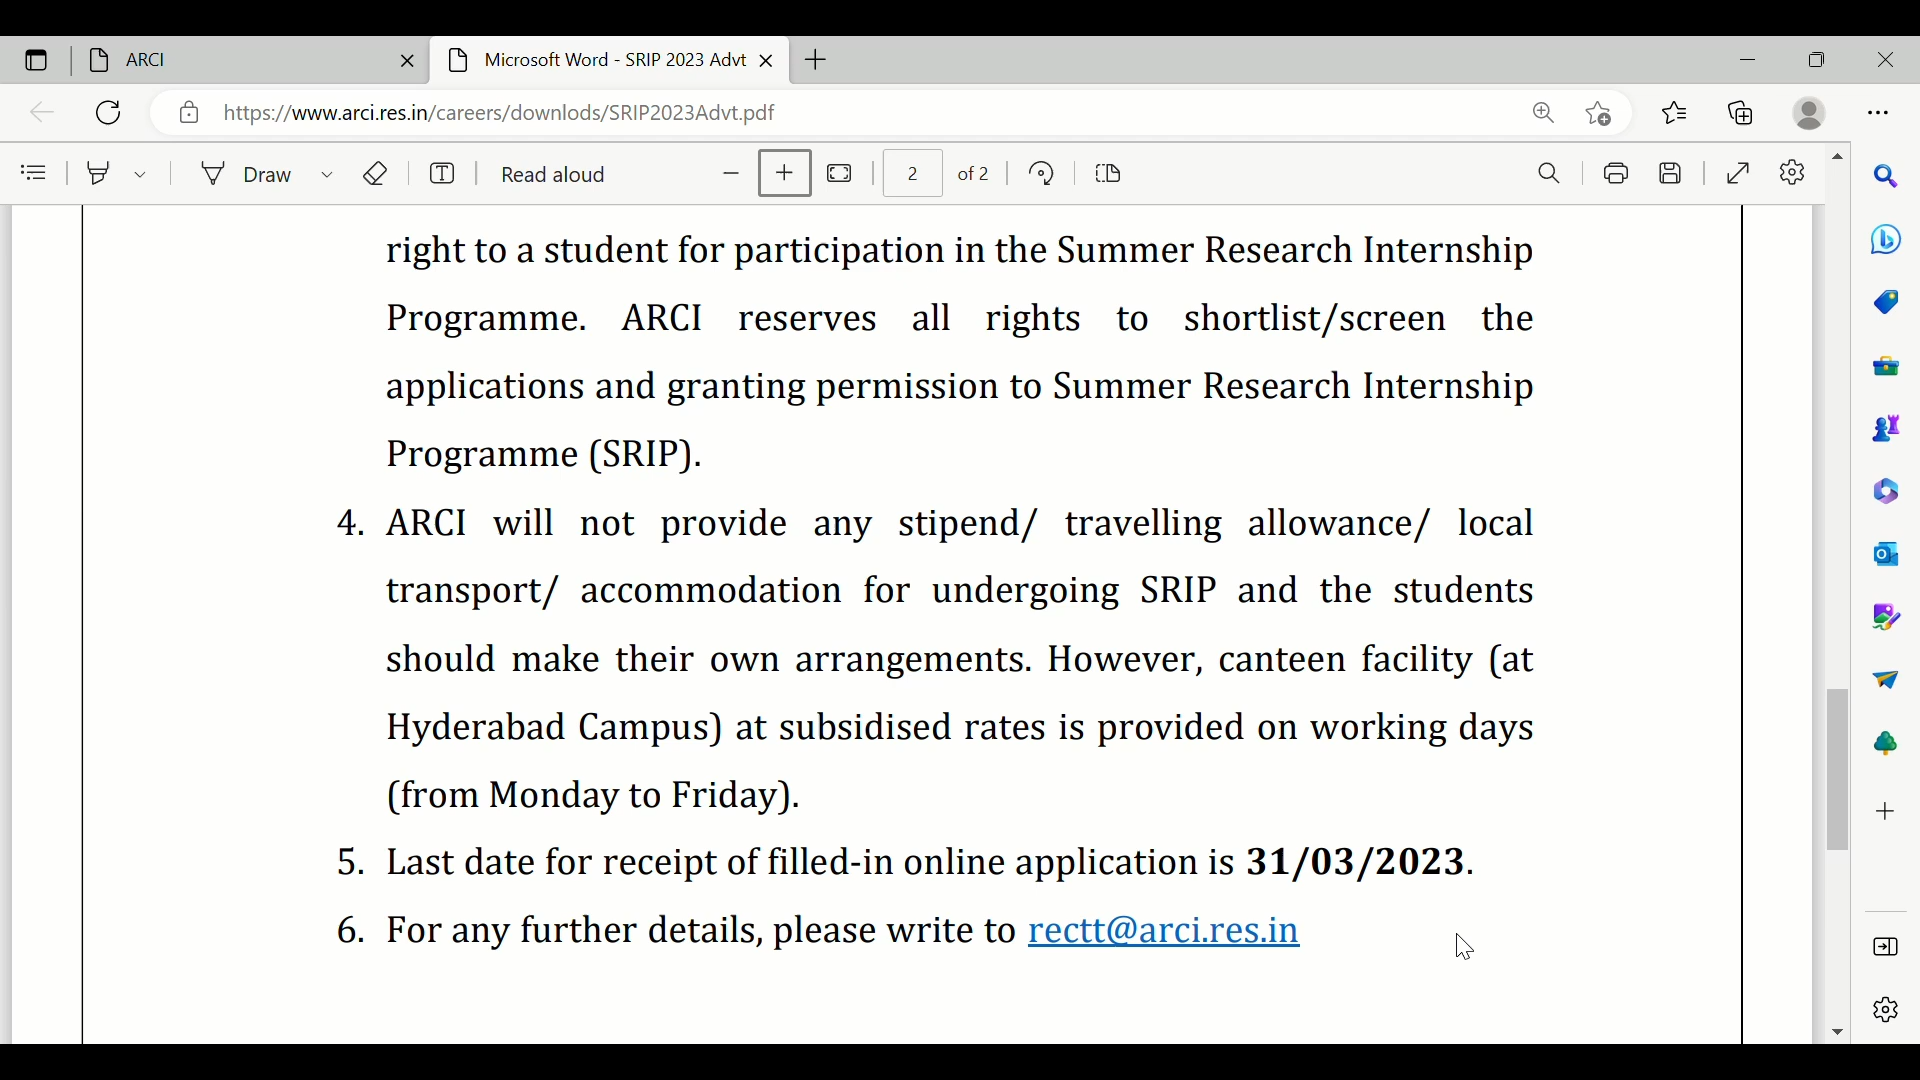 ARCI
Microsoft Word - SRIP 2023 Advt
https://www.arci.res.in/careers/downlods/SRIP2023Advt.pdf
Draw
Read aloud
2 of 2
right to a student for participation in the Summer Research Internship
Programme. ARCI reserves all rights to shortlist/screen the
applications and granting permission to Summer Research Internship
Programme (SRIP).
4. ARCI will not provide any stipend/ travelling allowance/ local
transport/ accommodation for undergoing SRIP and the students
should make their own arrangements. However, canteen facility (at
Hyderabad Campus) at subsidised rates is provided on working days
(from Monday to Friday).
5. Last date for receipt of filled-in online application is 31/03/2023.
6. For any further details, please write to rectt@arci.res.in